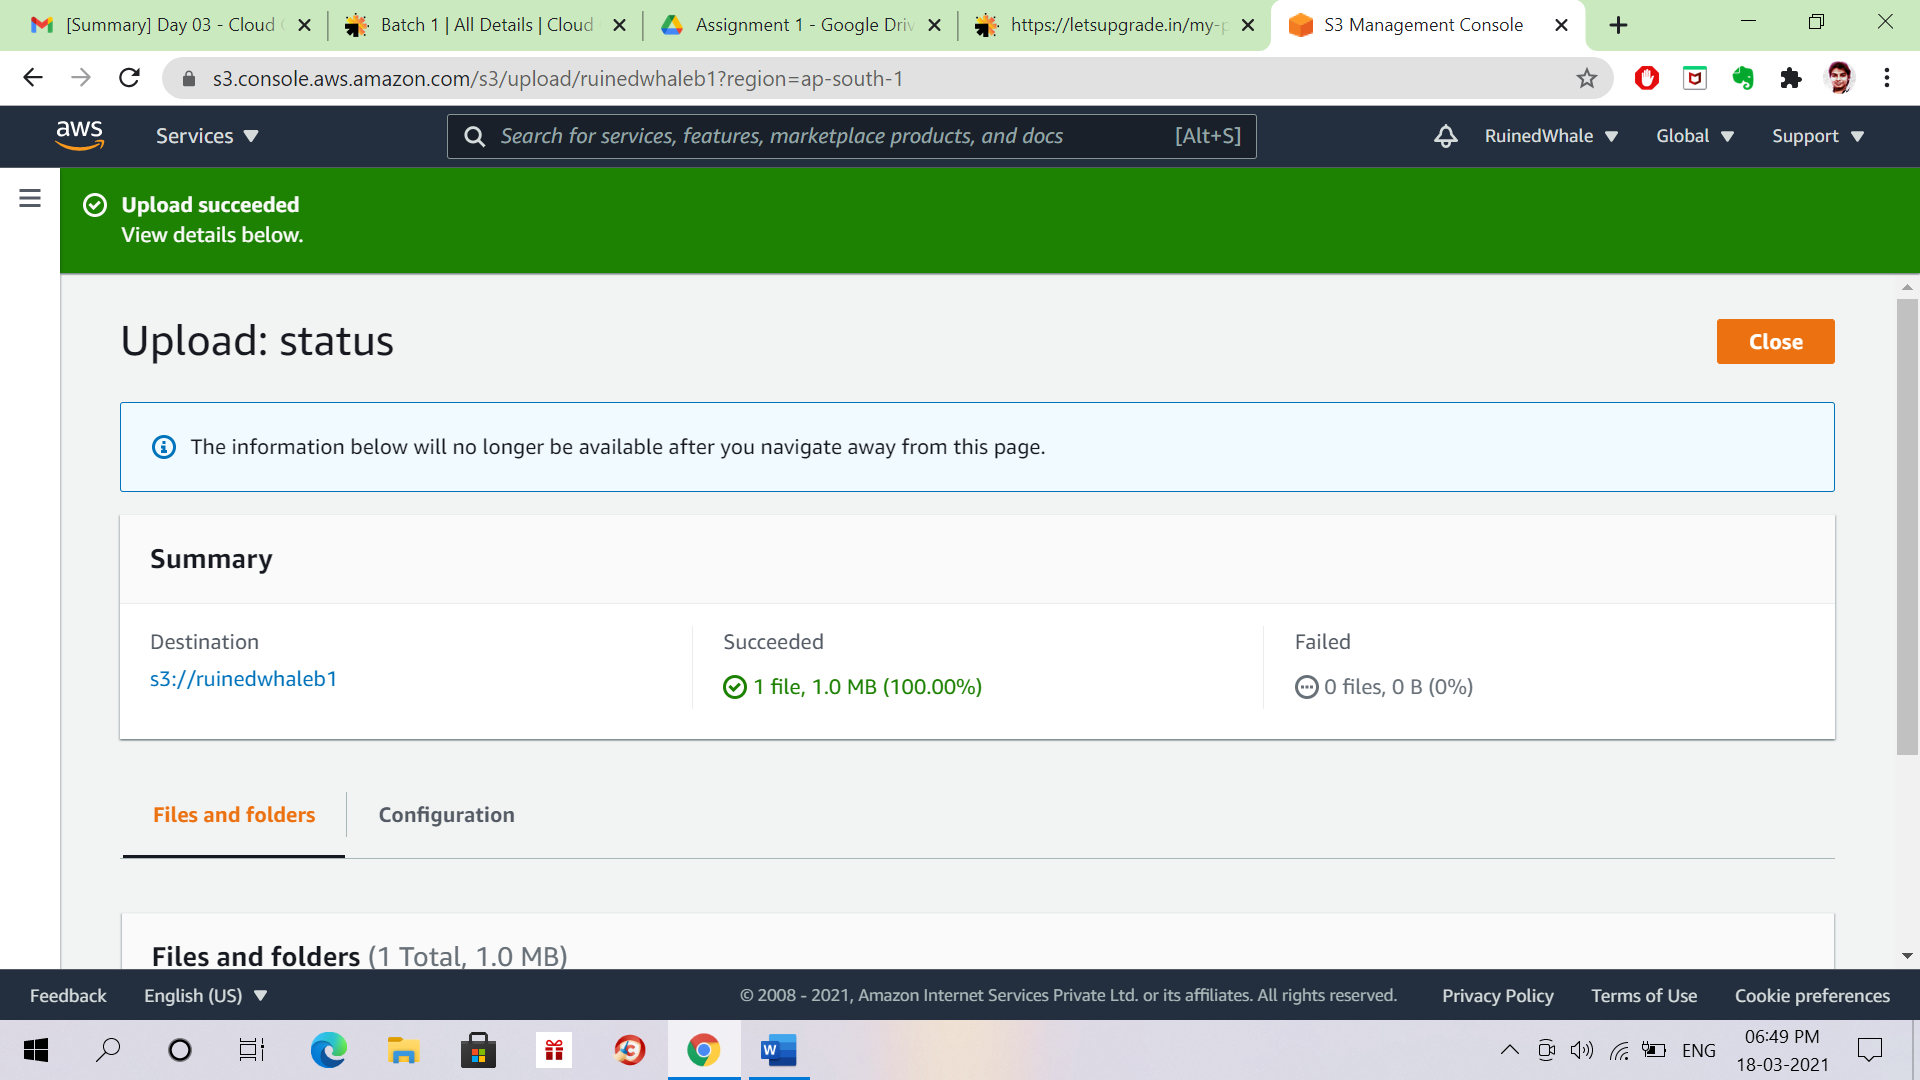 [Summary] Day 03 - Cloud
Batch 1 | All Details | Cloud
Assignment 1 - Google Driv
https://letsupgrade.in/my-p
S3 Management Console
s3.console.aws.amazon.com/s3/upload/ruinedwhaleb1?region=ap-south-1
aws
Services
Search for services, features, marketplace products, and docs
[Alt+S]
RuinedWhale
Global
Support
Upload succeeded
View details below.
Upload: status
Close
The information below will no longer be available after you navigate away from this page.
Summary
Destination
Succeeded
Failed
s3://ruinedwhaleb1
1 file, 1.0 MB (100.00%)
0 files, 0 B (0%)
Files and folders
Configuration
Files and folders (1 Total, 1.0 MB)
Feedback
English (US)
© 2008 - 2021, Amazon Internet Services Private Ltd. or its affiliates. All rights reserved.
Privacy Policy
Terms of Use
Cookie preferences
ENG
06:49 PM
18-03-2021